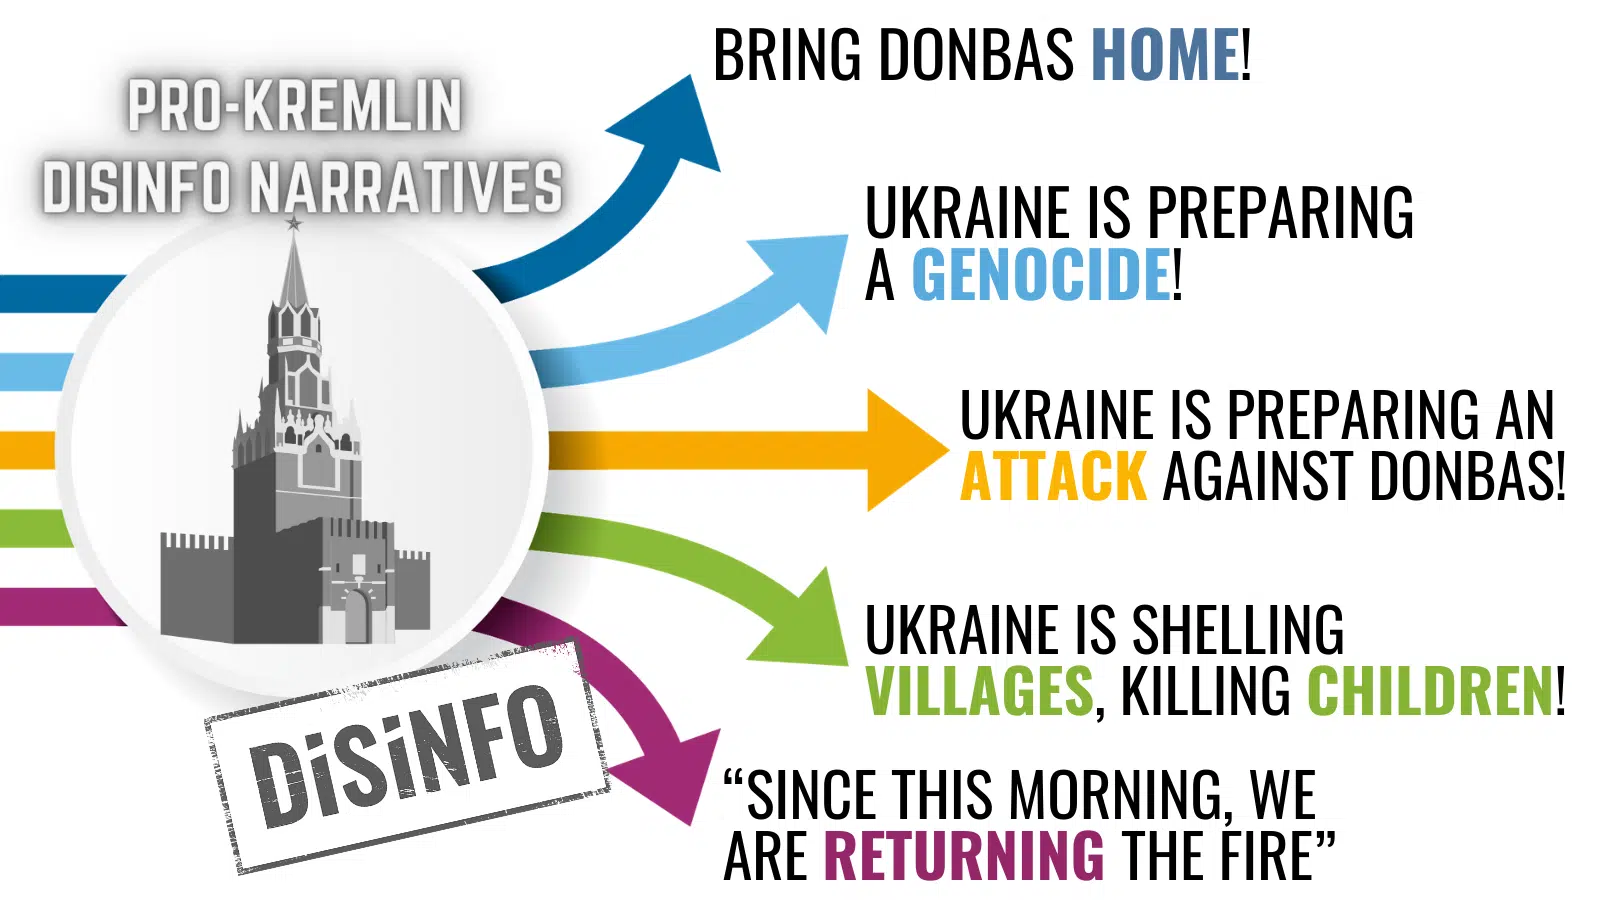 PRO-KREMLIN
DISINFO NARRATIVES
BRING DONBAS HOME!
UKRAINE IS PREPARING
A GENOCIDE!
UKRAINE IS PREPARING AN
ATTACK AGAINST DONBAS!
UKRAINE IS SHELLING
VILLAGES, KILLING CHILDREN!
“SINCE THIS MORNING, WE
ARE RETURNING THE FIRE”
DiSiNFO